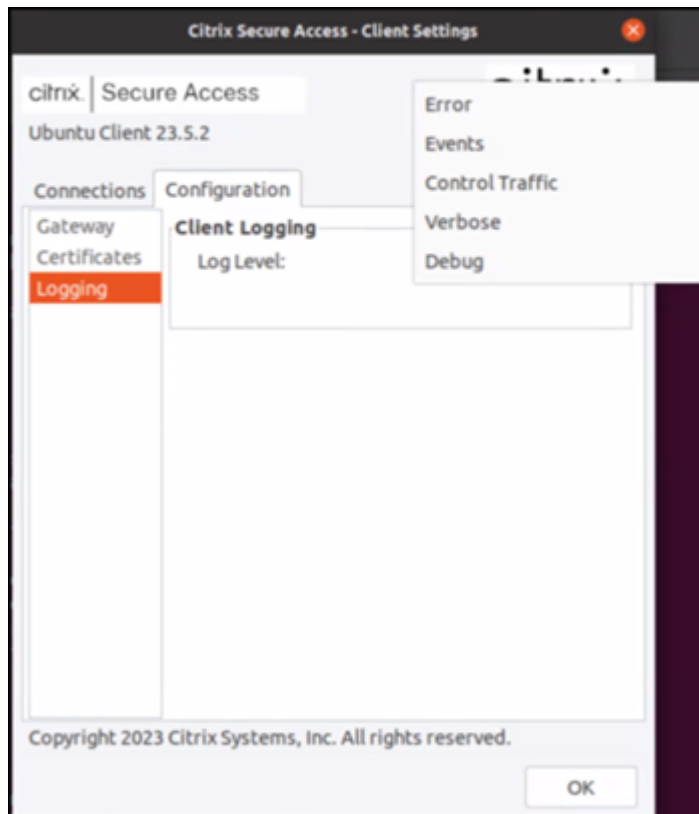 Citrix Secure Access - Client Settings
citrix. Secure Access
Ubuntu Client 23.5.2
Connections Configuration
Gateway
Certificates
Logging
Client Logging
Log Level:
Error
Events
Control Traffic
Verbose
Debug
Copyright 2023 Citrix Systems, Inc. All rights reserved.
OK